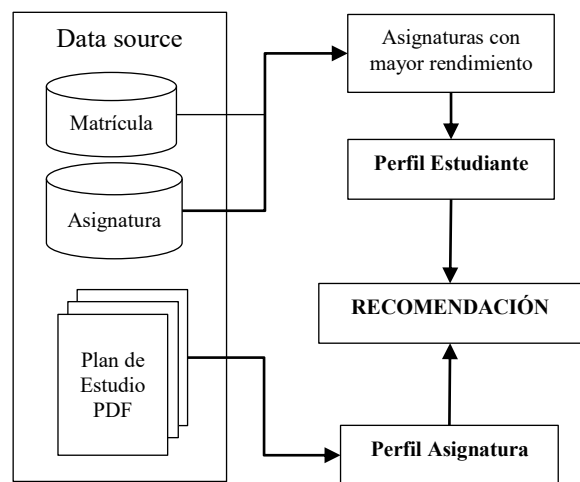 Data source
Matrícula
Asignatura
Plan de
Estudio
PDF
Asignaturas con
mayor rendimiento
Perfil Estudiante
RECOMENDACIÓN
Perfil Asignatura